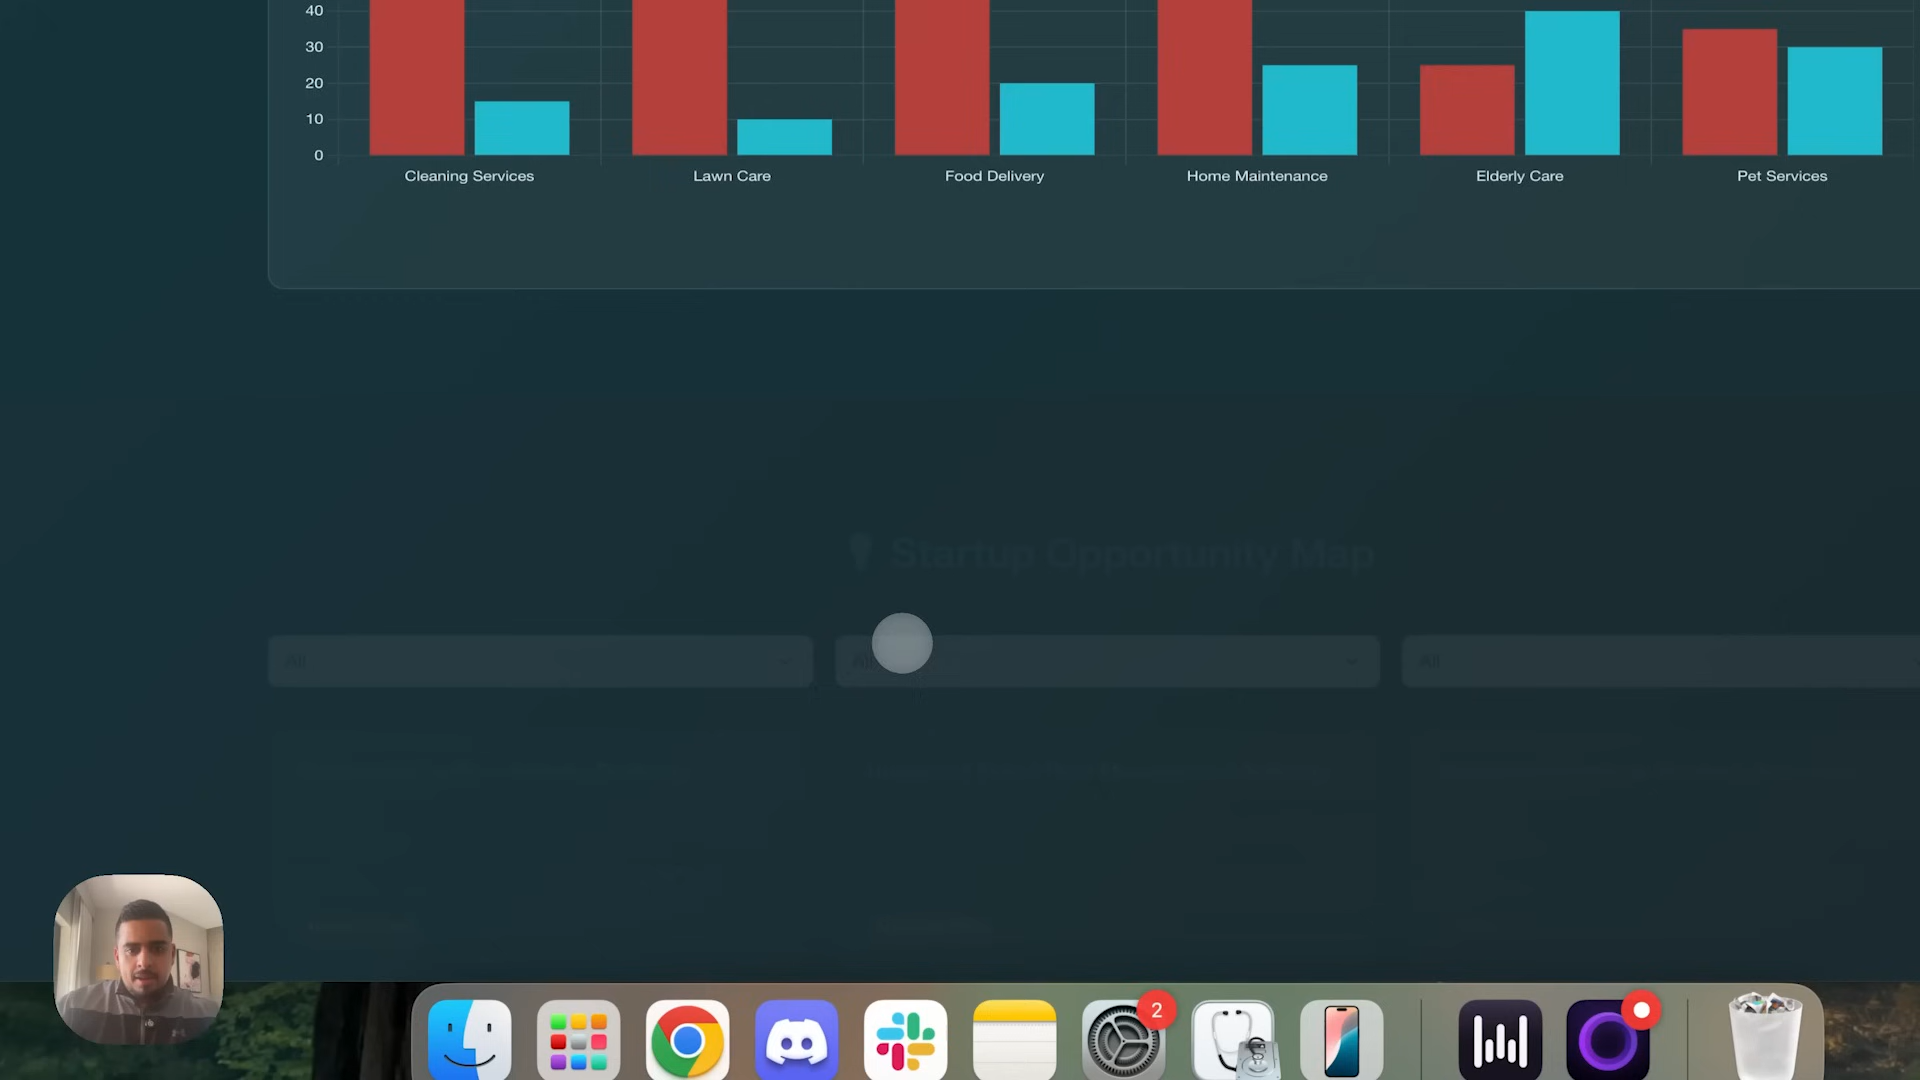 40
30
20
10
0
Cleaning Services
Lawn Care
Food Delivery
Home Maintenance
Elderly Care
Pet Services
Startup Opportunity Map
All
All
All
2